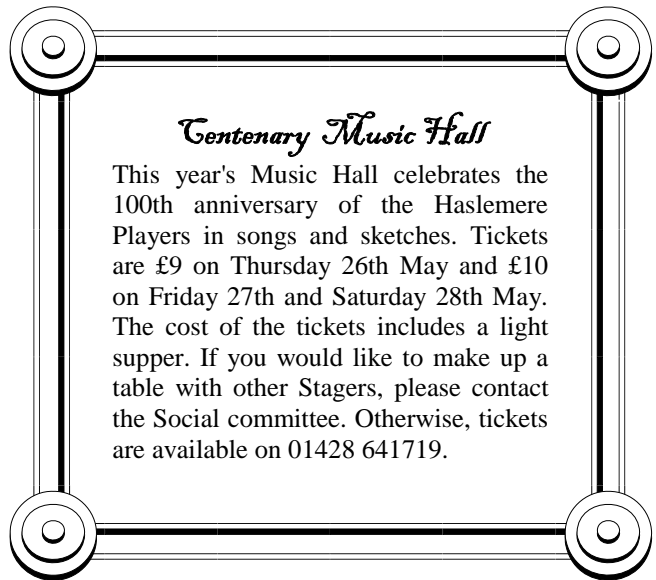 Centenary Music Hall
This year's Music Hall celebrates the
100th anniversary of the Haslemere
Players in songs and sketches. Tickets
are £9 on Thursday 26th May and £10
on Friday 27th and Saturday 28th May.
The cost of the tickets includes a light
supper. If you would like to make up a
table with other Stagers, please contact
the Social committee. Otherwise, tickets
are available on 01428 641719.